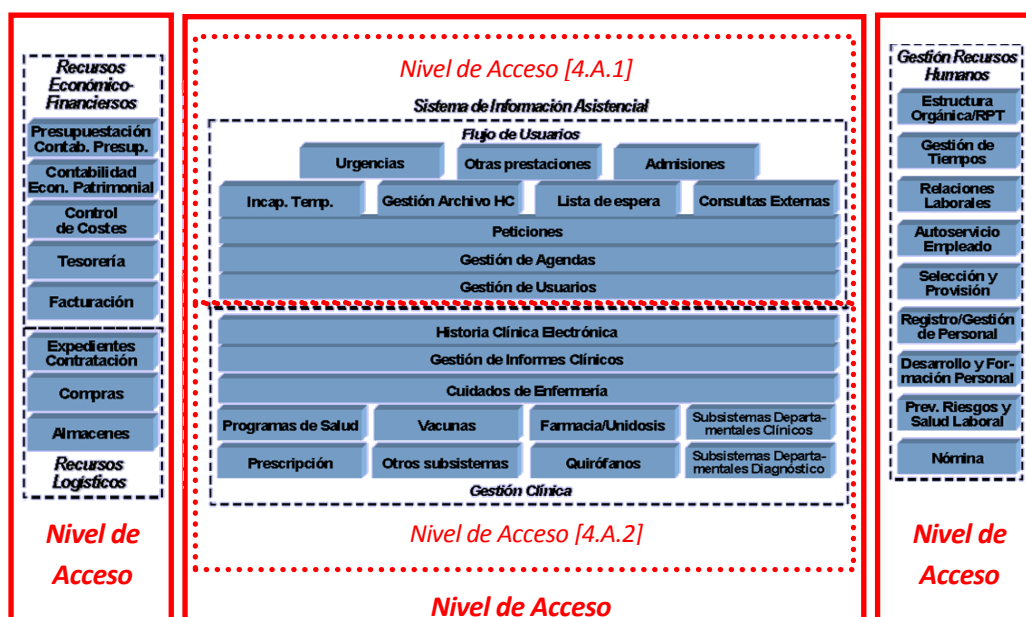 Recursos
Económico-
Financiersos
Presupuestación
Contab. Presup.
Contabilidad
Econ. Patrimonial
Control
de Costes
Tesorería
Facturación
Expedientes
Contratación
Compras
Almacenes
Recursos
Logísticos
Nivel de
Acceso
Nivel de Acceso [4.A.1]
Sistema de Información Asistencial
Flujo de Usuarios
Urgencias
Otras prestaciones
Admisiones
Incap. Temp.
Gestión Archivo HC
Lista de espera
Consultas Externas
Peticiones
Gestión de Agendas
Gestión de Usuarios
Historia Clínica Electrónica
Gestión de Informes Clínicos
Cuidados de Enfermería
Programas de Salud
Vacunas
Farmacia/Unidosis
Subsistemas Departa-
mentales Clínicos
Prescripción
Otros subsistemas
Quirófanos
Subsistemas Departa-
mentales Diagnóstico
Gestión Clínica
Nivel de Acceso [4.A.2]
Nivel de Acceso
Gestión Recursos
Humanos
Estructura
Orgánica/RPT
Gestión de
Tiempos
Relaciones
Laborales
Autoservicio
Empleado
Selección y
Provisión
Registro/Gestión
de Personal
Desarrollo y For-
mación Personal
Prev. Riesgos y
Salud Laboral
Nómina
Nivel de
Acceso